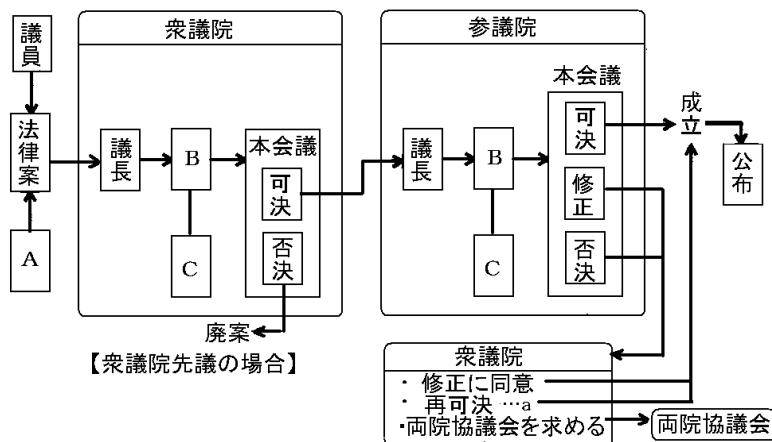 議員
法律案
A
衆議院
議長
B
C
本会議
可決
否決
廃案
【衆議院先議の場合】
参議院
議長
B
C
本会議
可決
修正
否決
成立
公布
衆議院
・ 修正に同意
・ 再可決 …a
・両院協議会を求める
両院協議会